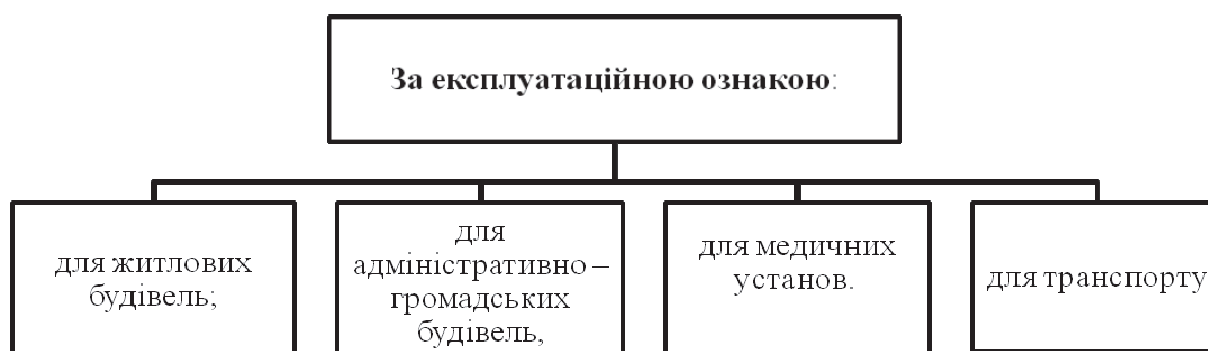 За експлуатаційною ознакою:
для житлових
будівель;
для
адміністративно –
громадських
будівель,
для медичних
установ.
для транспорту